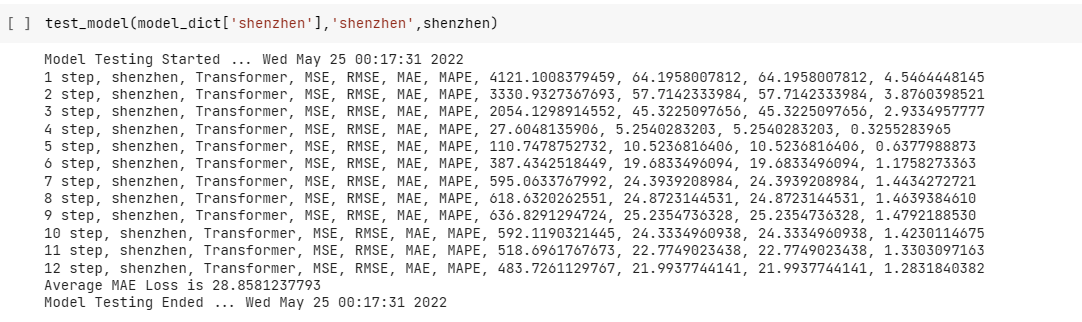 [ ] test_model(model_dict['shenzhen'],'shenzhen',shenzhen)
Model Testing Started ... Wed May 25 00:17:31 2022
1 step, shenzhen, Transformer, MSE, RMSE, MAE, MAPE, 4121.1008379459, 64.1958007812, 64.1958007812, 4.5464448145
2 step, shenzhen, Transformer, MSE, RMSE, MAE, MAPE, 3330.9327367693, 57.7142333984, 57.7142333984, 3.8760398521
3 step, shenzhen, Transformer, MSE, RMSE, MAE, MAPE, 2054.1298914552, 45.3225097656, 45.3225097656, 2.9334957777
4 step, shenzhen, Transformer, MSE, RMSE, MAE, MAPE, 27.6048135906, 5.2540283203, 5.2540283203, 0.3255283965
5 step, shenzhen, Transformer, MSE, RMSE, MAE, MAPE, 110.7478752732, 10.5236816406, 10.5236816406, 0.6377988873
6 step, shenzhen, Transformer, MSE, RMSE, MAE, MAPE, 387.4342518449, 19.6833496094, 19.6833496094, 1.1758273363
7 step, shenzhen, Transformer, MSE, RMSE, MAE, MAPE, 595.0633767992, 24.3939208984, 24.3939208984, 1.4434272721
8 step, shenzhen, Transformer, MSE, RMSE, MAE, MAPE, 618.6320262551, 24.8723144531, 24.8723144531, 1.4639384610
9 step, shenzhen, Transformer, MSE, RMSE, MAE, MAPE, 636.8291294724, 25.2354736328, 25.2354736328, 1.4792188530
10 step, shenzhen, Transformer, MSE, RMSE, MAE, MAPE, 592.1190321445, 24.3334960938, 24.3334960938, 1.4230114675
11 step, shenzhen, Transformer, MSE, RMSE, MAE, MAPE, 518.6961767673, 22.7749023438, 22.7749023438, 1.3303097163
12 step, shenzhen, Transformer, MSE, RMSE, MAE, MAPE, 483.7261129767, 21.9937744141, 21.9937744141, 1.2831840382
Average MAE Loss is 28.8581237793
Model Testing Ended ... Wed May 25 00:17:31 2022